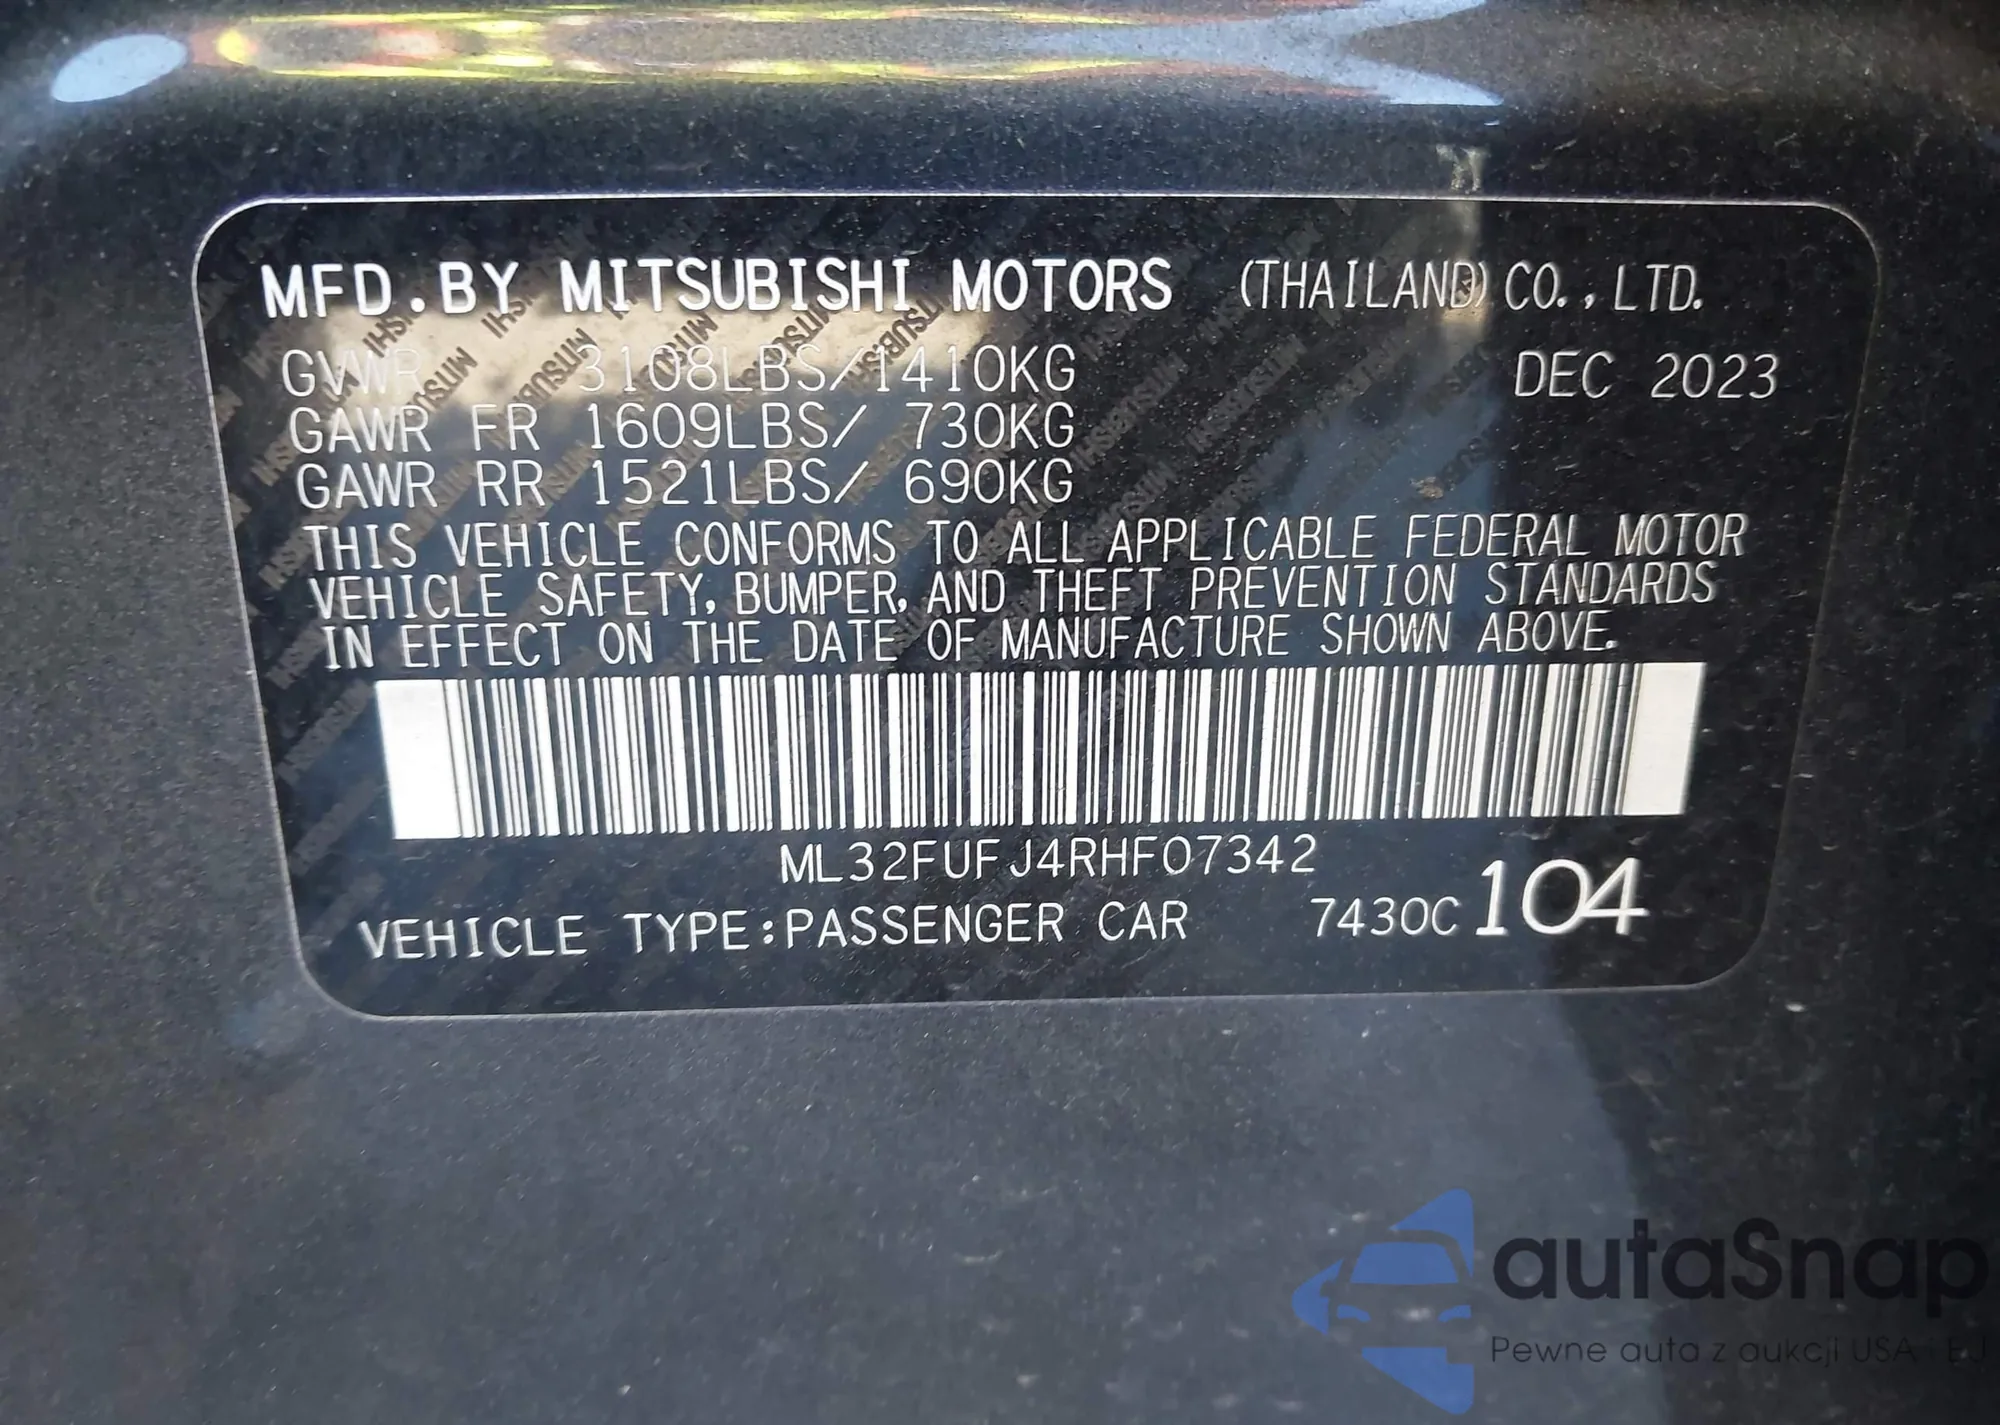 MFD.BY MITSUBISHI MOTORS (THAILAND) CO.,LTD.
GVWR 3108LBS/1410KG DEC 2023
GAWR FR 1609LBS/ 730KG
GAWR RR 1521LBS/ 690KG
THIS VEHICLE CONFORMS TO ALL APPLICABLE FEDERAL MOTOR
VEHICLE SAFETY, BUMPER, AND THEFT PREVENTION STANDARDS
IN EFFECT ON THE DATE OF MANUFACTURE SHOWN ABOVE.
ML32FUFJ4RHF07342
VEHICLE TYPE:PASSENGER CAR 7430C 104
autaSnap
Pewne auta z aukcji USA i EU